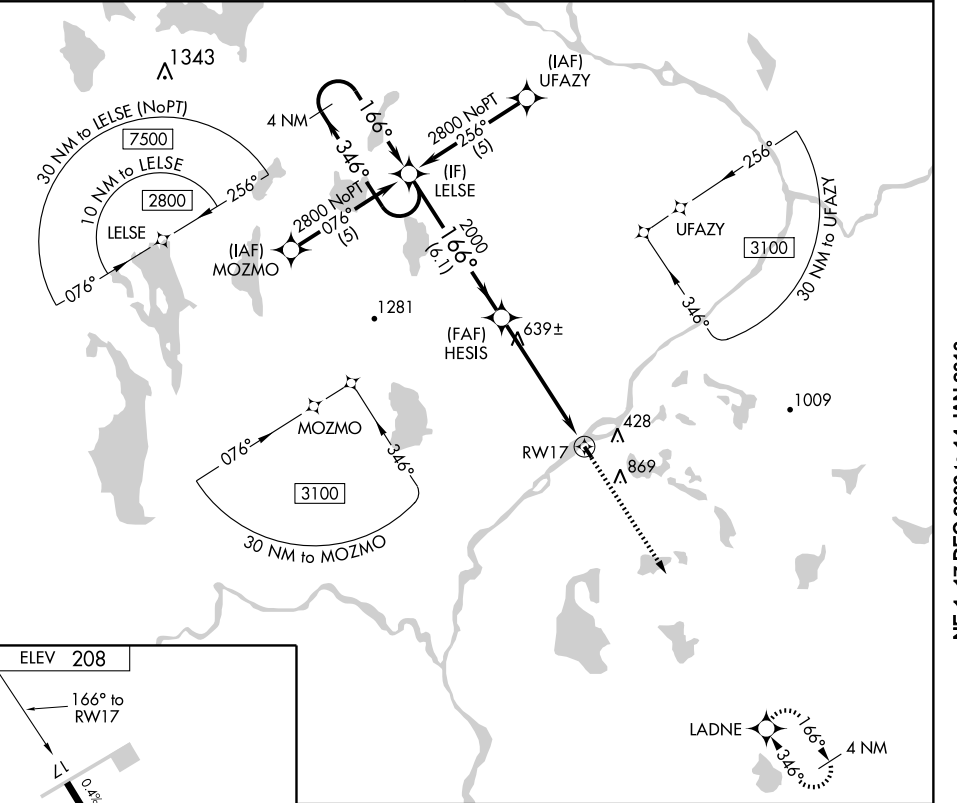 1343
(IAF)
UFAZY
30 NM to LELSE (NoPT)
7500
10 NM to LELSE
2800
256°
LELSE
076°
4 NM
166°
346°
2800 NoPT
256°
(5)
(IF)
LELSE
2800 NoPT
076°
(5)
(IAF)
MOZMO
2000
166°
(6.1)
256°
UFAZY
3100
346°
30 NM to UFAZY
1281
(FAF)
HESIS
639±
1009
MOZMO
076°
346°
3100
30 NM to MOZMO
RW17
428
869
ELEV 208
166° to
RW17
17
0.4%
LADNE
166°
346°
4 NM